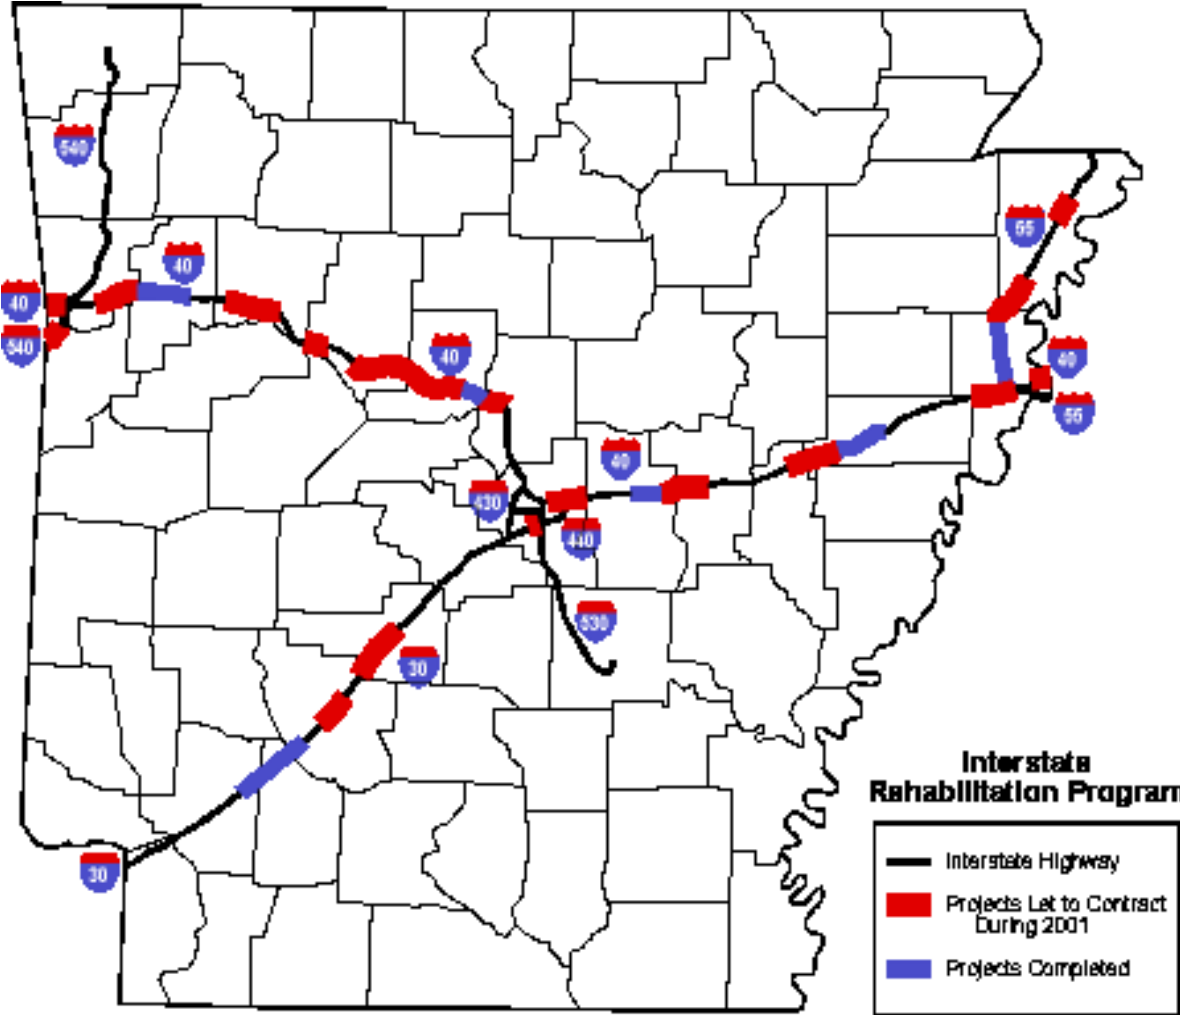 540
55
40
40
540
40
40
55
40
430
440
530
30
30
Interstate
Rehabilitation Program
Interstate Highway
Projects Let to Contract
During 2001
Projects Completed